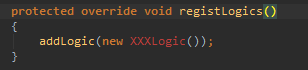 protected override void registLogics()
{
    addLogic(new XXXLogic());
}